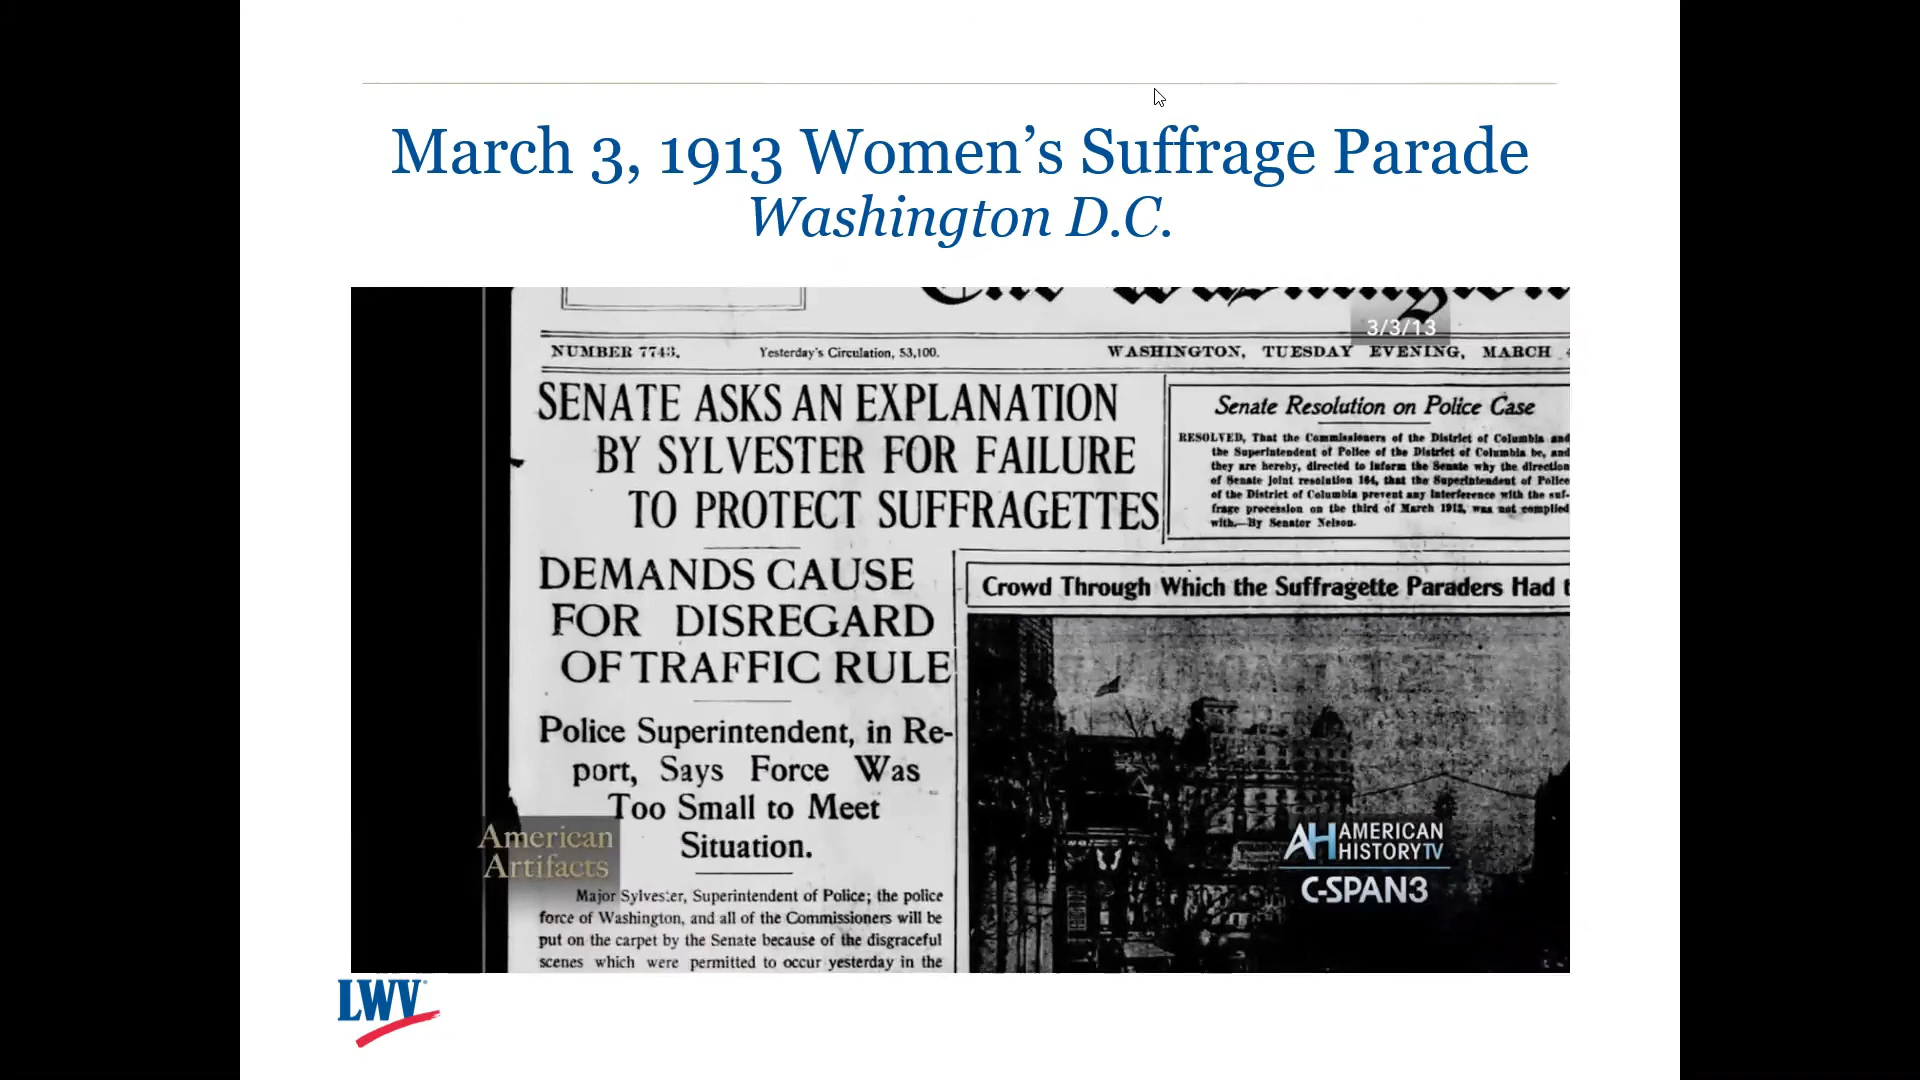 March 3, 1913 Women's Suffrage Parade
Washington D.C.
The Washington
3/3/13
NUMBER 7743.
Yesterday's Circulation, 53,100.
WASHINGTON, TUESDAY EVENING, MARCH
SENATE ASKS AN EXPLANATION
BY SYLVESTER FOR FAILURE
TO PROTECT SUFFRAGETTES
Senate Resolution on Police Case
RESOLVED, That the Commissioners of the District of Columbia and
the Superintendent of Police of the District of Columbia be, and
they are hereby, directed to inform the Senate why the direction
of Senate joint resolution 164, that the Superintendent of Police
of the District of Columbia prevent any interference with the suf-
frage procession on the third of March 1913, was not complied
with.—By Senator Nelson.
DEMANDS CAUSE
FOR DISREGARD
OF TRAFFIC RULE
Police Superintendent, in Re-
port, Says Force Was
Too Small to Meet
Situation.
Major Sylvester, Superintendent of Police; the police
force of Washington, and all of the Commissioners will be
put on the carpet by the Senate because of the disgraceful
scenes which were permitted to occur yesterday in the
Crowd Through Which the Suffragette Paraders Had t
American
Artifacts
AH AMERICAN
HISTORYTV
C-SPAN3
LWV